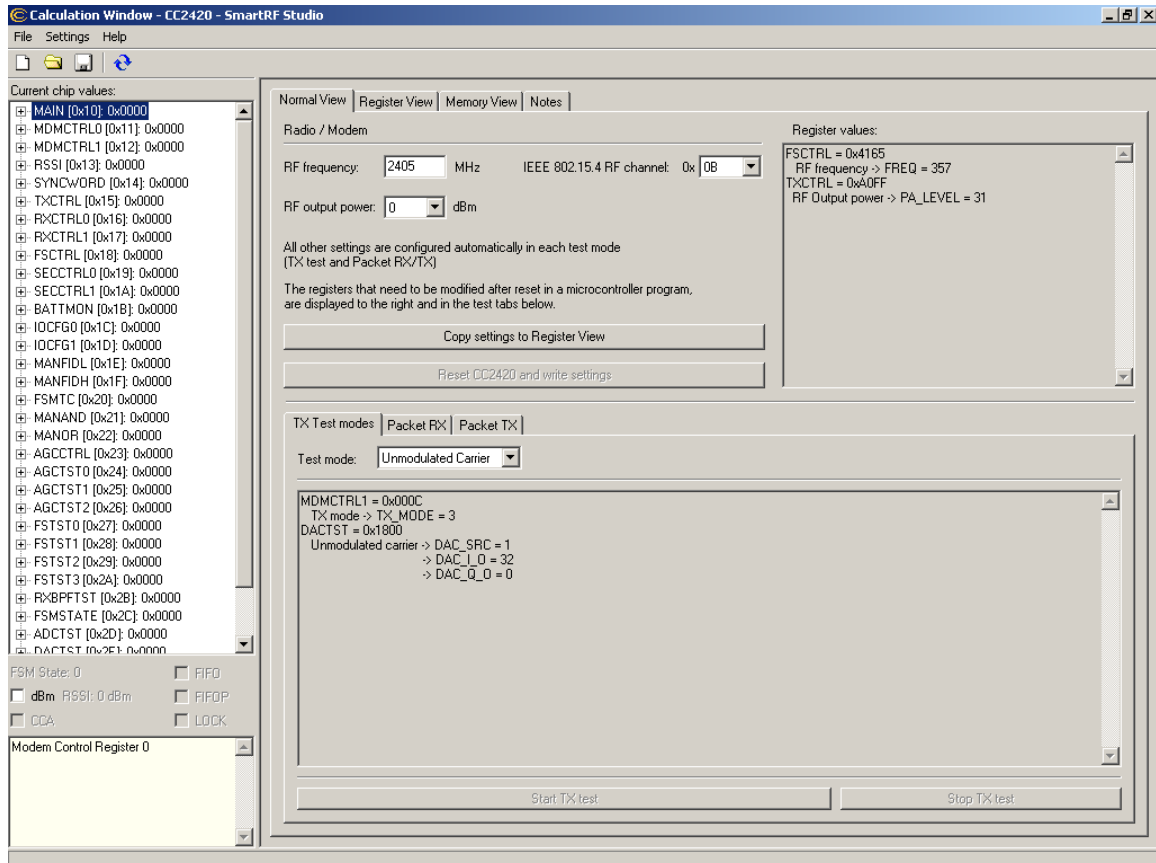 Calculation Window - CC2420 - SmartRF Studio
File Settings Help
Current chip values:
MAIN [0x10]: 0x0000
MDMCTRL0 [0x11]: 0x0000
MDMCTRL1 [0x12]: 0x0000
RSSI [0x13]: 0x0000
SYNCWORD [0x14]: 0x0000
TXCTRL [0x15]: 0x0000
RXCTRL0 [0x16]: 0x0000
RXCTRL1 [0x17]: 0x0000
FSCTRL [0x18]: 0x0000
SECCTRL0 [0x19]: 0x0000
SECCTRL1 [0x1A]: 0x0000
BATTMON [0x1B]: 0x0000
IOCFG0 [0x1C]: 0x0000
IOCFG1 [0x1D]: 0x0000
MANFIDL [0x1E]: 0x0000
MANFIDH [0x1F]: 0x0000
FSMTC [0x20]: 0x0000
MANAND [0x21]: 0x0000
MANOR [0x22]: 0x0000
AGCCTRL [0x23]: 0x0000
AGCTST0 [0x24]: 0x0000
AGCTST1 [0x25]: 0x0000
AGCTST2 [0x26]: 0x0000
FSTST0 [0x27]: 0x0000
FSTST1 [0x28]: 0x0000
FSTST2 [0x29]: 0x0000
FSTST3 [0x2A]: 0x0000
RXBPFTST [0x2B]: 0x0000
FSMSTATE [0x2C]: 0x0000
ADCTST [0x2D]: 0x0000
DACTST [0x2E]: 0x0000
FSM State: 0 FIFO
dBm RSSI: 0 dBm FIFOP
CCA LOCK
Modem Control Register 0
Normal View Register View Memory View Notes
Radio / Modem
RF frequency: 2405 MHz IEEE 802.15.4 RF channel: 0x 0B
RF output power: 0 dBm
All other settings are configured automatically in each test mode
(TX test and Packet RX/TX)
The registers that need to be modified after reset in a microcontroller program,
are displayed to the right and in the test tabs below.
Copy settings to Register View
Reset CC2420 and write settings
Register values:
FSCTRL = 0x4165
RF frequency -> FREQ = 357
TXCTRL = 0xA0FF
RF Output power -> PA_LEVEL = 31
TX Test modes Packet RX Packet TX
Test mode: Unmodulated Carrier
MDMCTRL1 = 0x000C
TX mode -> TX_MODE = 3
DACTST = 0x1800
Unmodulated carrier -> DAC_SRC = 1
-> DAC_I_O = 32
-> DAC_Q_O = 0
Start TX test Stop TX test